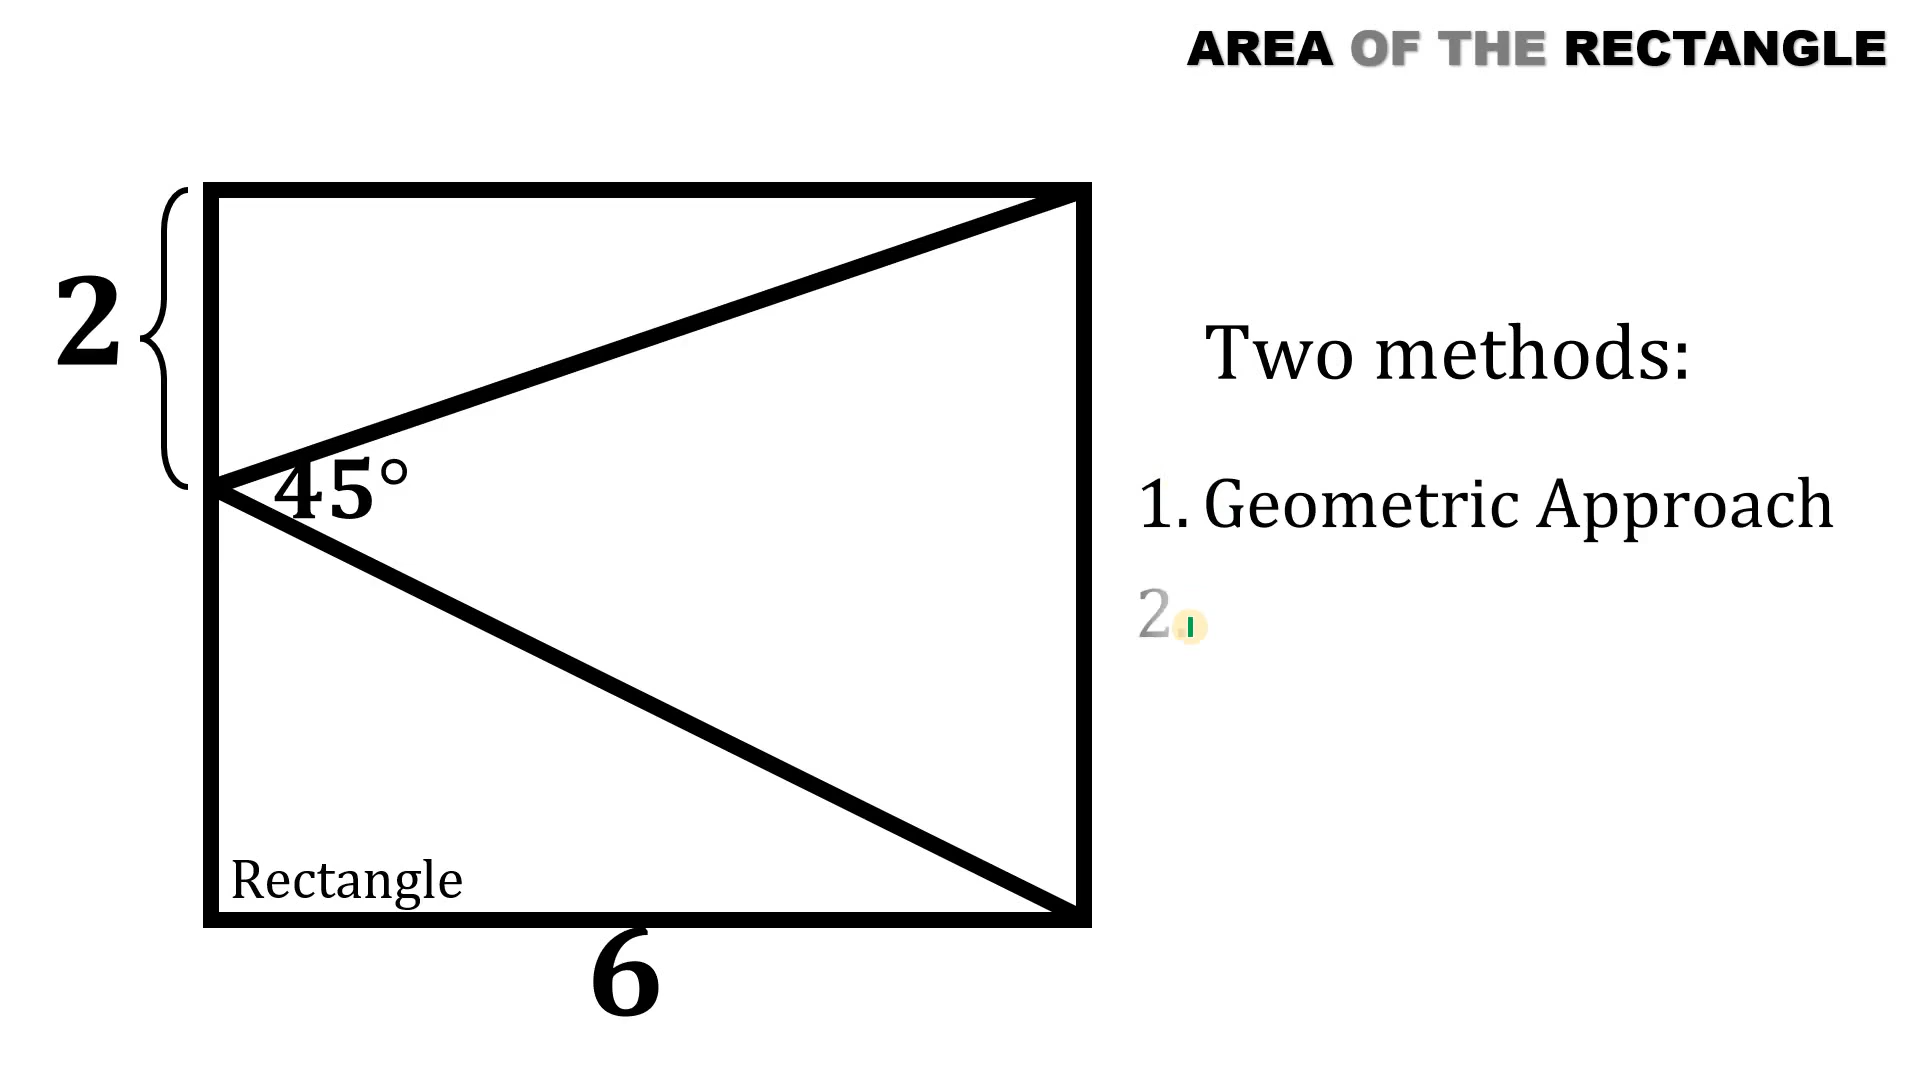 AREA OF THE RECTANGLE
2
Two methods:
45°
1. Geometric Approach
2.
Rectangle
6